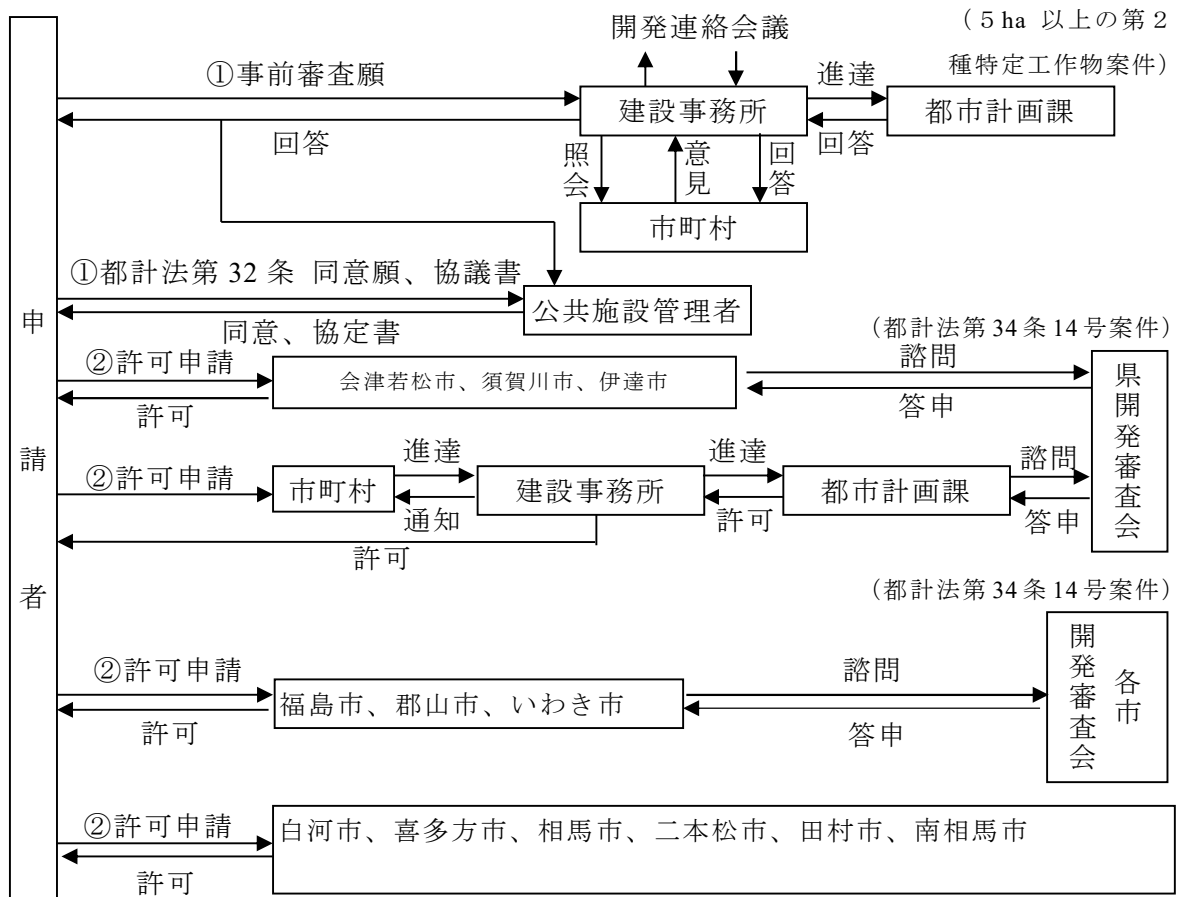 開発連絡会議
（５ha 以上の第２
種特定工作物案件）
①事前審査願
進達
建設事務所
都市計画課
回答
回答
照会
意見
回答
市町村
①都計法第 32 条 同意願、協議書
公共施設管理者
同意、協定書
申請者
（都計法第 34 条 14 号案件）
②許可申請
諮問
会津若松市、須賀川市、伊達市
県開発審査会
許可
答申
②許可申請
進達
進達
諮問
市町村
建設事務所
都市計画課
通知
許可
答申
許可
（都計法第 34 条 14 号案件）
②許可申請
諮問
福島市、郡山市、いわき市
各市
開発審査会
許可
答申
②許可申請
白河市、喜多方市、相馬市、二本松市、田村市、南相馬市
許可